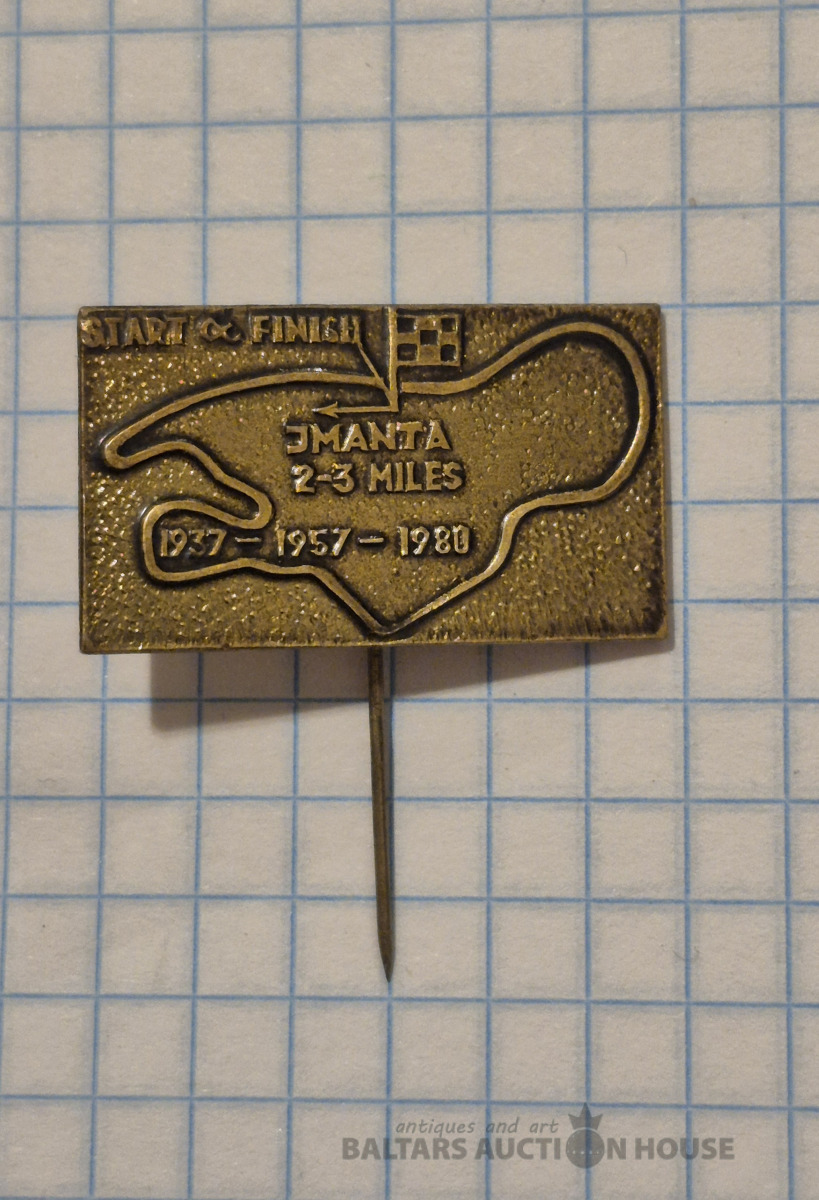 START & FINISH
JMANTA
2-3 MILES
1937 - 1957 - 1980
antiques and art
BALTARS AUCTION HOUSE